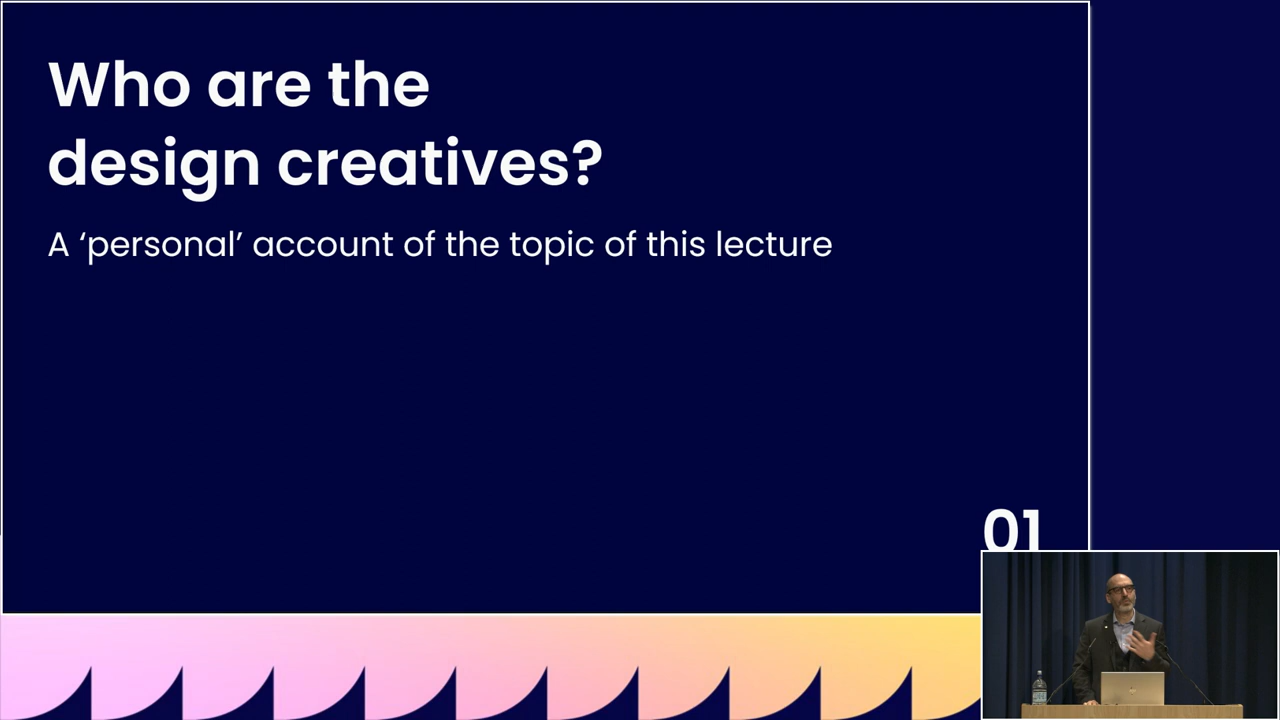 Who are the
design creatives?
A ‘personal’ account of the topic of this lecture
01